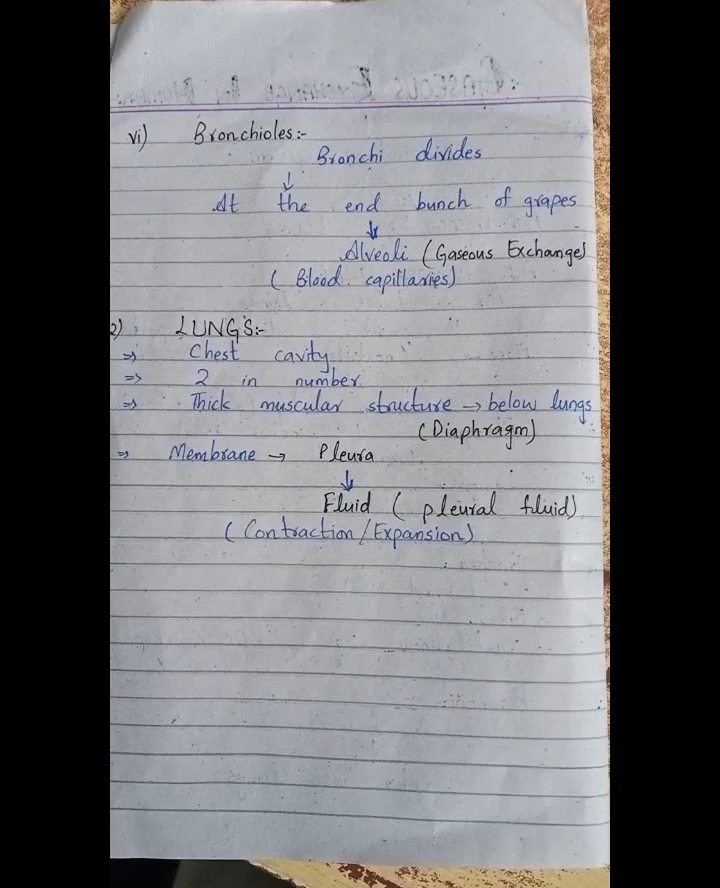 vi) Bronchioles:-
Bronchi divides
↓
At the end bunch of grapes
↓
Alveoli (Gaseous Exchange)
( Blood capillaries)
2) LUNGS:-
⇒ Chest cavity
⇒ 2 in number
⇒ Thick muscular structure → below lungs
(Diaphragm)
⇒ Membrane → Pleura
↓
Fluid ( pleural fluid)
( Contraction/Expansion)